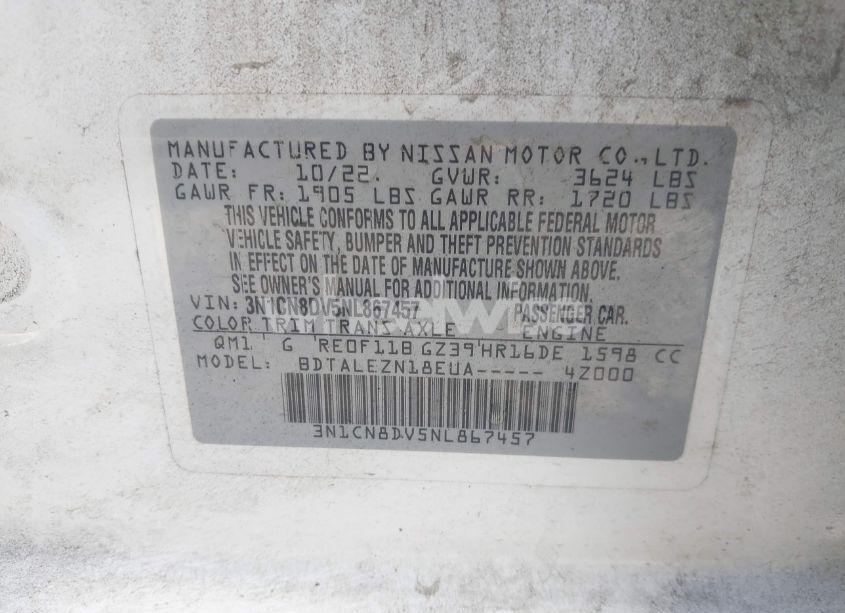 MANUFACTURED BY NISSAN MOTOR CO., LTD.
DATE: 10/22. GVWR: 3624 LBS
GAWR FR: 1905 LBS GAWR RR: 1720 LBS
THIS VEHICLE CONFORMS TO ALL APPLICABLE FEDERAL MOTOR
VEHICLE SAFETY, BUMPER AND THEFT PREVENTION STANDARDS
IN EFFECT ON THE DATE OF MANUFACTURE SHOWN ABOVE.
SEE OWNER'S MANUAL FOR ADDITIONAL INFORMATION.
VIN: 3N1CN8DV5NL867457 PASSENGER CAR.
COLOR TRIM TRANS AXLE ENGINE
QM1 G RE0F11B GZ39 HR16DE 1598 CC
MODEL: BDTALEZN18EUA----- 4Z000
3N1CN8DV5NL867457